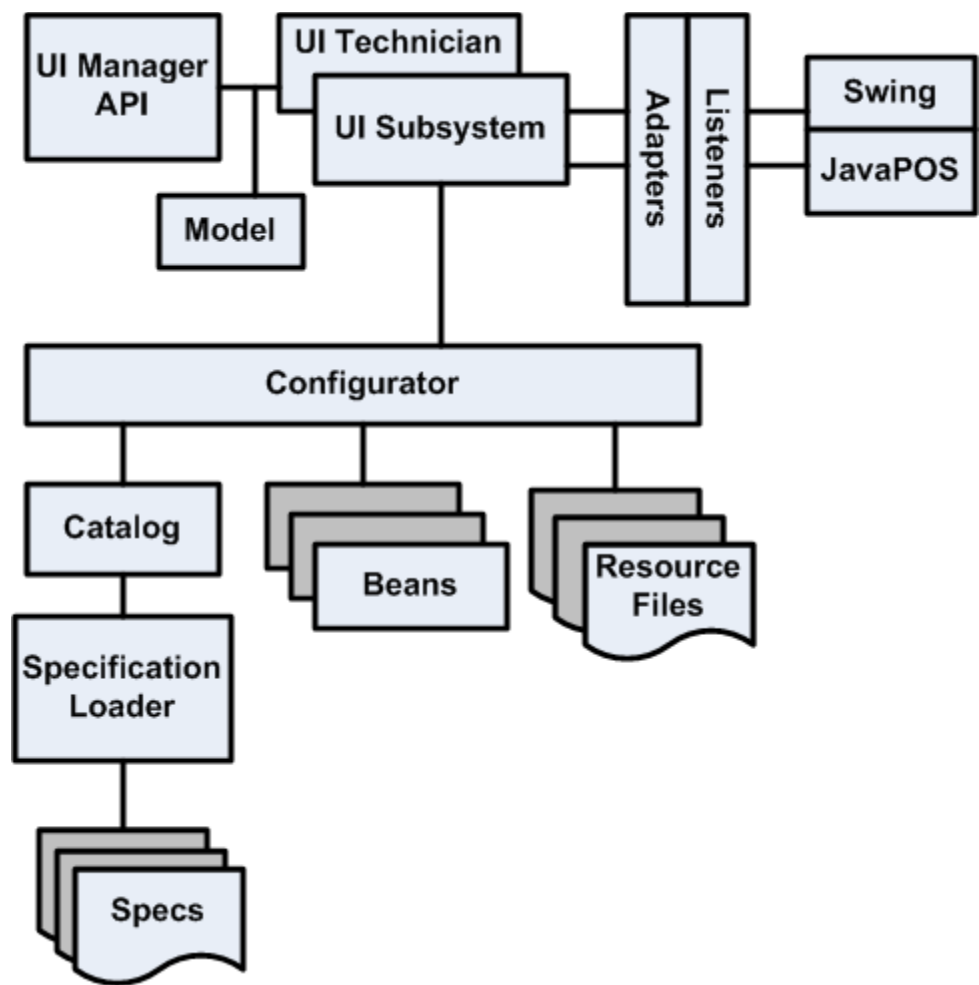 UI Manager
API
UI Technician
UI Subsystem
Model
Adapters
Listeners
Swing
JavaPOS
Configurator
Catalog
Beans
Resource
Files
Specification
Loader
Specs